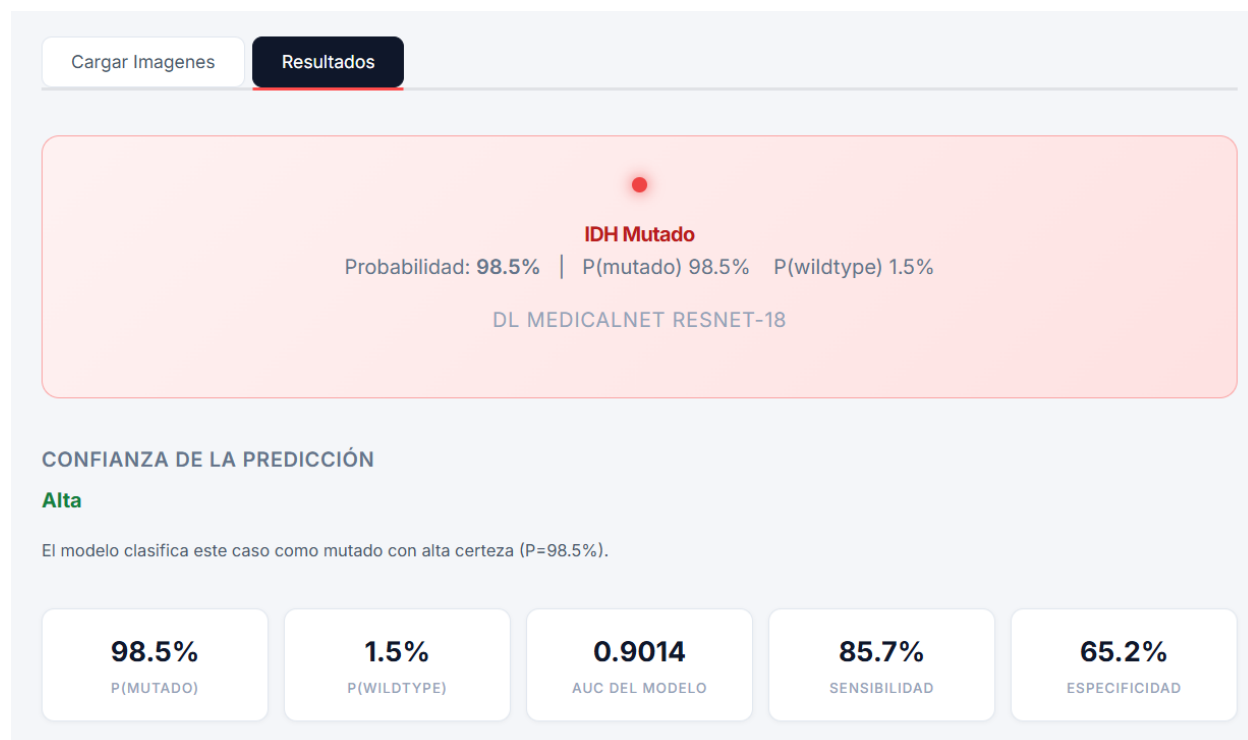 Cargar Imagenes Resultados
IDH Mutado
Probabilidad: 98.5% | P(mutado) 98.5% P(wildtype) 1.5%
DL MEDICALNET RESNET-18
CONFIANZA DE LA PREDICCIÓN
Alta
El modelo clasifica este caso como mutado con alta certeza (P=98.5%).
98.5% 1.5% 0.9014 85.7% 65.2%
P(MUTADO) P(WILDTYPE) AUC DEL MODELO SENSIBILIDAD ESPECIFICIDAD